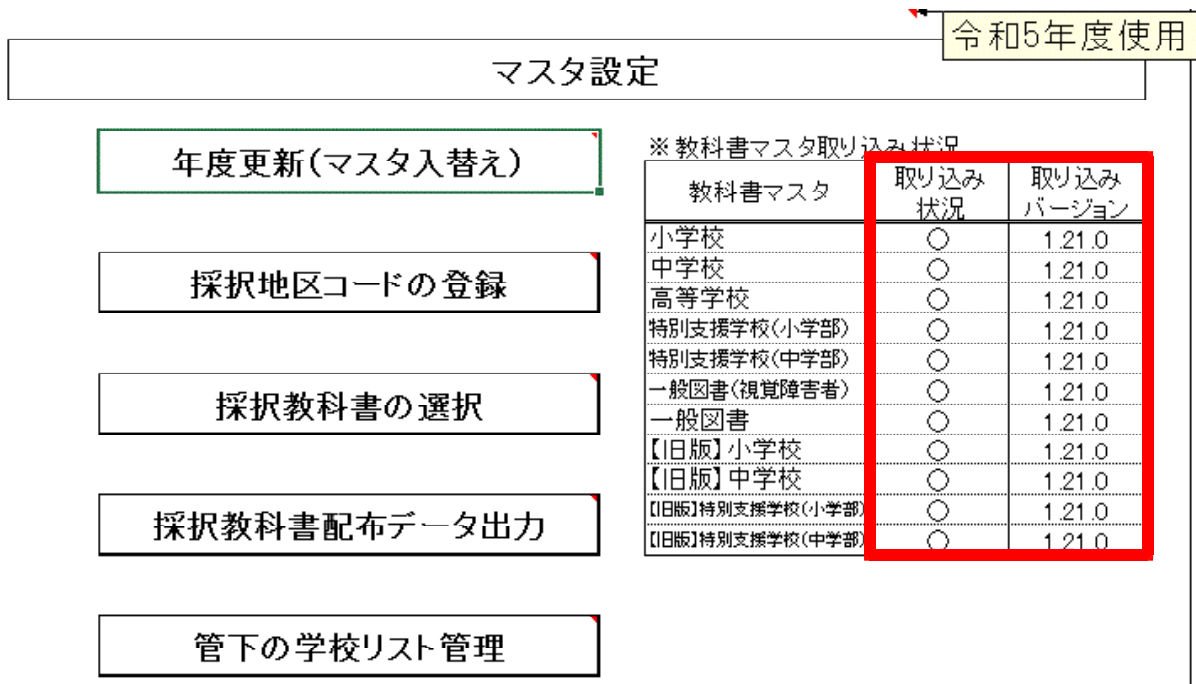 令和5年度使用
マスタ設定
年度更新(マスタ入替え)
採択地区コードの登録
採択教科書の選択
採択教科書配布データ出力
管下の学校リスト管理
※教科書マスタ取り込み状況
教科書マスタ 取り込み状況 取り込みバージョン
小学校 ○ 1.21.0
中学校 ○ 1.21.0
高等学校 ○ 1.21.0
特別支援学校(小学部) ○ 1.21.0
特別支援学校(中学部) ○ 1.21.0
一般図書(視覚障害者) ○ 1.21.0
一般図書 ○ 1.21.0
【旧版】小学校 ○ 1.21.0
【旧版】中学校 ○ 1.21.0
【旧版】特別支援学校(小学部) ○ 1.21.0
【旧版】特別支援学校(中学部) ○ 1.21.0